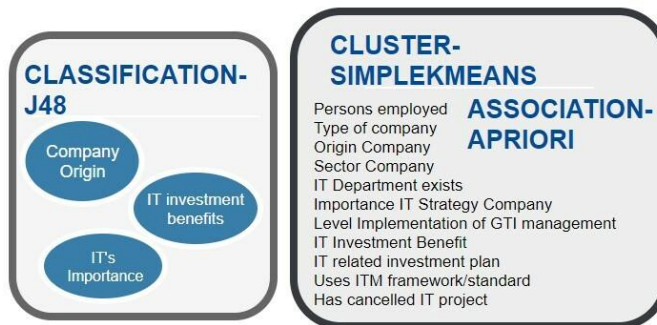 CLASSIFICATION-
J48
Company
Origin
IT investment
benefits
IT's
Importance
CLUSTER-
SIMPLEKMEANS
ASSOCIATION-
APRIORI
Persons employed
Type of company
Origin Company
Sector Company
IT Department exists
Importance IT Strategy Company
Level Implementation of GTI management
IT Investment Benefit
IT related investment plan
Uses ITM framework/standard
Has cancelled IT project